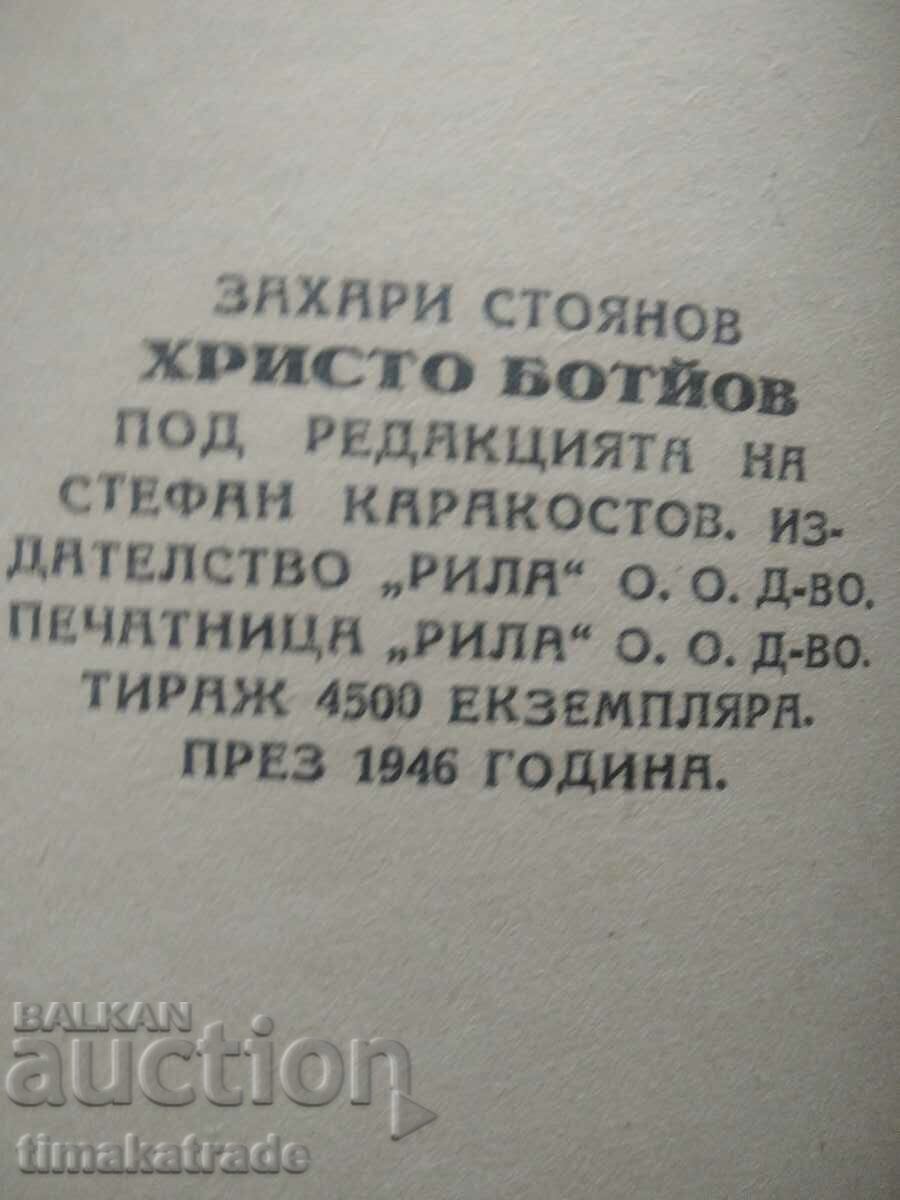 ЗАХАРИ СТОЯНОВ
ХРИСТО БОТЙОВ
ПОД РЕДАКЦИЯТА НА
СТЕФАН КАРАКОСТОВ. ИЗ-
ДАТЕЛСТВО „РИЛА“ О. О. Д-ВО.
ПЕЧАТНИЦА „РИЛА“ О. О. Д-ВО.
ТИРАЖ 4500 ЕКЗЕМПЛЯРА.
ПРЕЗ 1946 ГОДИНА.
BALKAN
auction
timakatrade